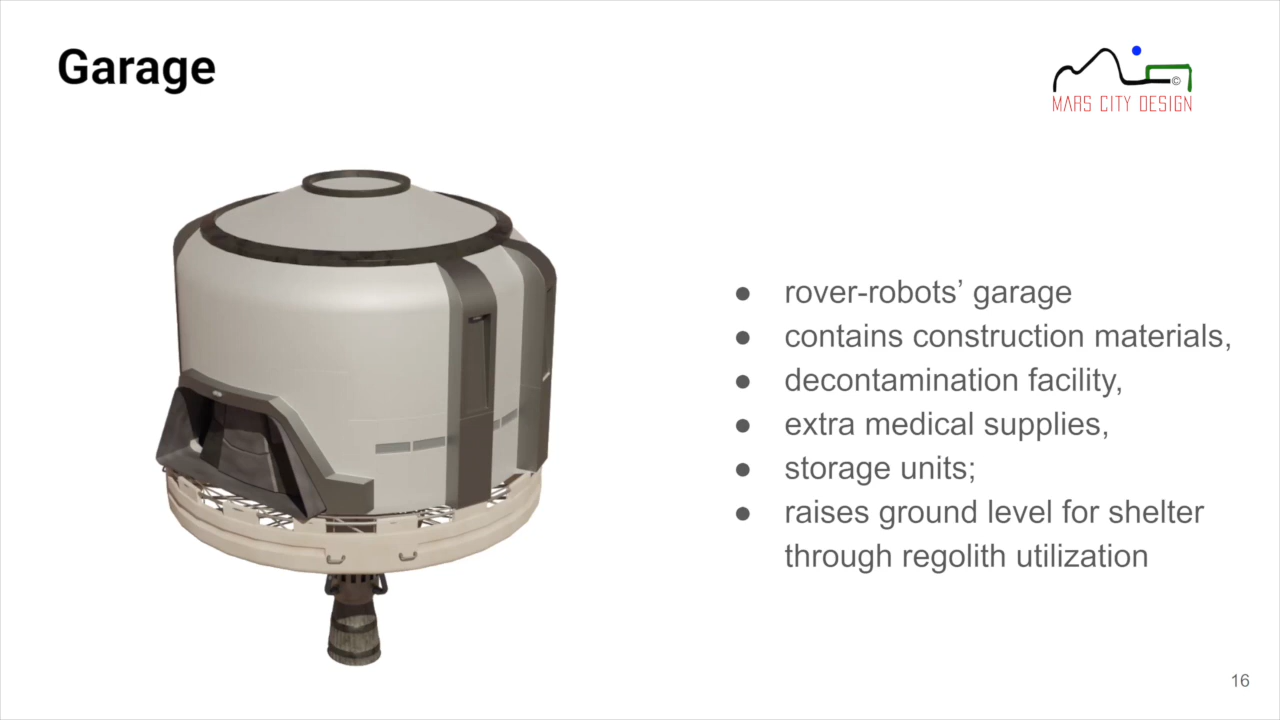 Garage
©
MARS CITY DESIGN
● rover-robots’ garage
● contains construction materials,
● decontamination facility,
● extra medical supplies,
● storage units;
● raises ground level for shelter
through regolith utilization
16